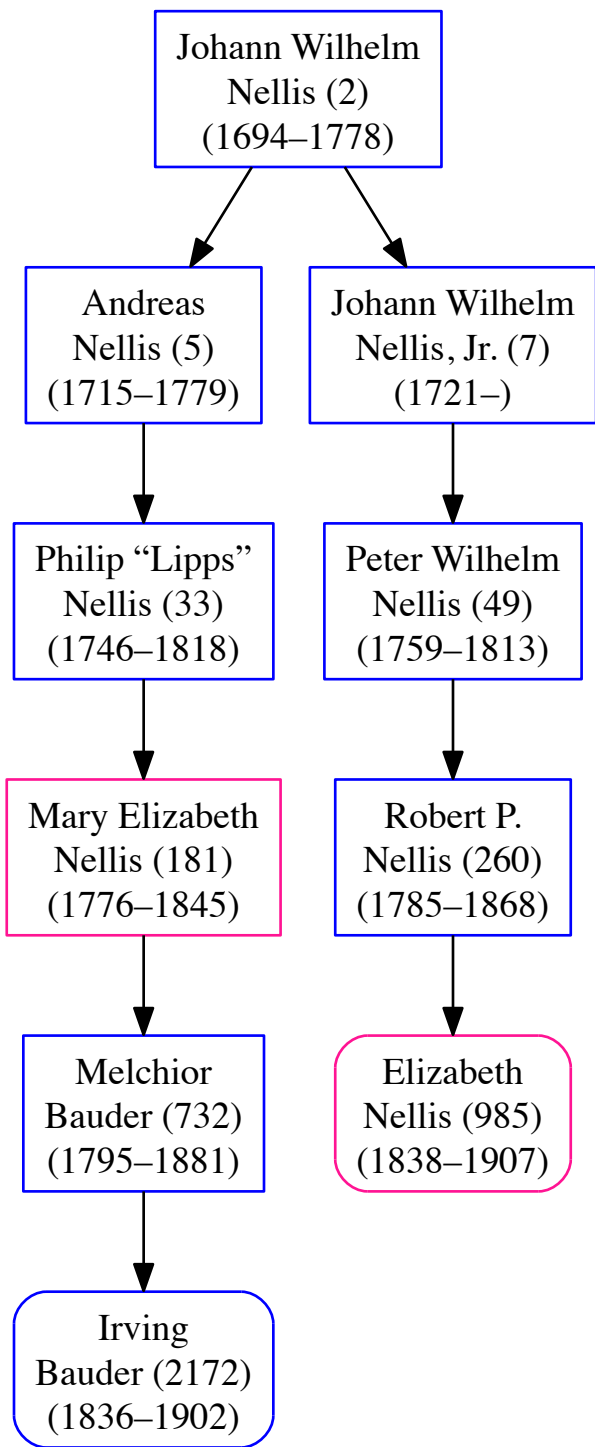 Johann Wilhelm
Nellis (2)
(1694–1778)
Andreas
Nellis (5)
(1715–1779)
Johann Wilhelm
Nellis, Jr. (7)
(1721–)
Philip “Lipps”
Nellis (33)
(1746–1818)
Peter Wilhelm
Nellis (49)
(1759–1813)
Mary Elizabeth
Nellis (181)
(1776–1845)
Robert P.
Nellis (260)
(1785–1868)
Melchior
Bauder (732)
(1795–1881)
Elizabeth
Nellis (985)
(1838–1907)
Irving
Bauder (2172)
(1836–1902)